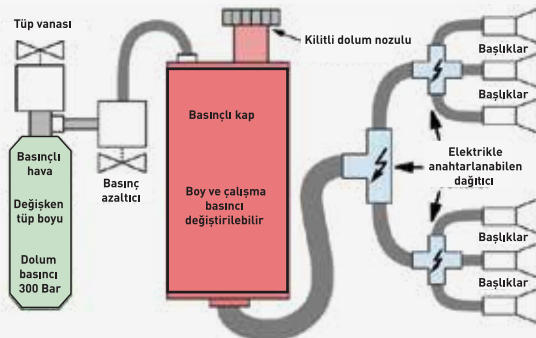 Tüp vanası
Kilitli dolum nozulu
Basınçlı
hava
Değişken
tüp boyu
Dolum
basıncı
300 Bar
Basınç
azaltıcı
Basınçlı kap
Boy ve çalışma
basıncı
değiştirilebilir
Başlıklar
Başlıklar
Elektrikle
anahtarlanabilen
dağıtıcı
Başlıklar
Başlıklar